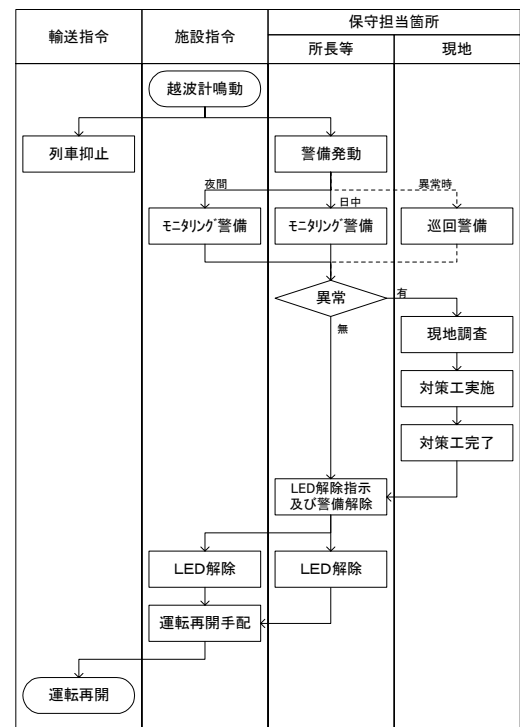 輸送指令
施設指令
保守担当箇所
所長等
現地
越波計鳴動
列車抑止
警備発動
夜間
日中
異常時
モニタリング警備
モニタリング警備
巡回警備
異常
有
無
現地調査
対策工実施
対策工完了
LED解除指示
及び警備解除
LED解除
LED解除
運転再開手配
運転再開